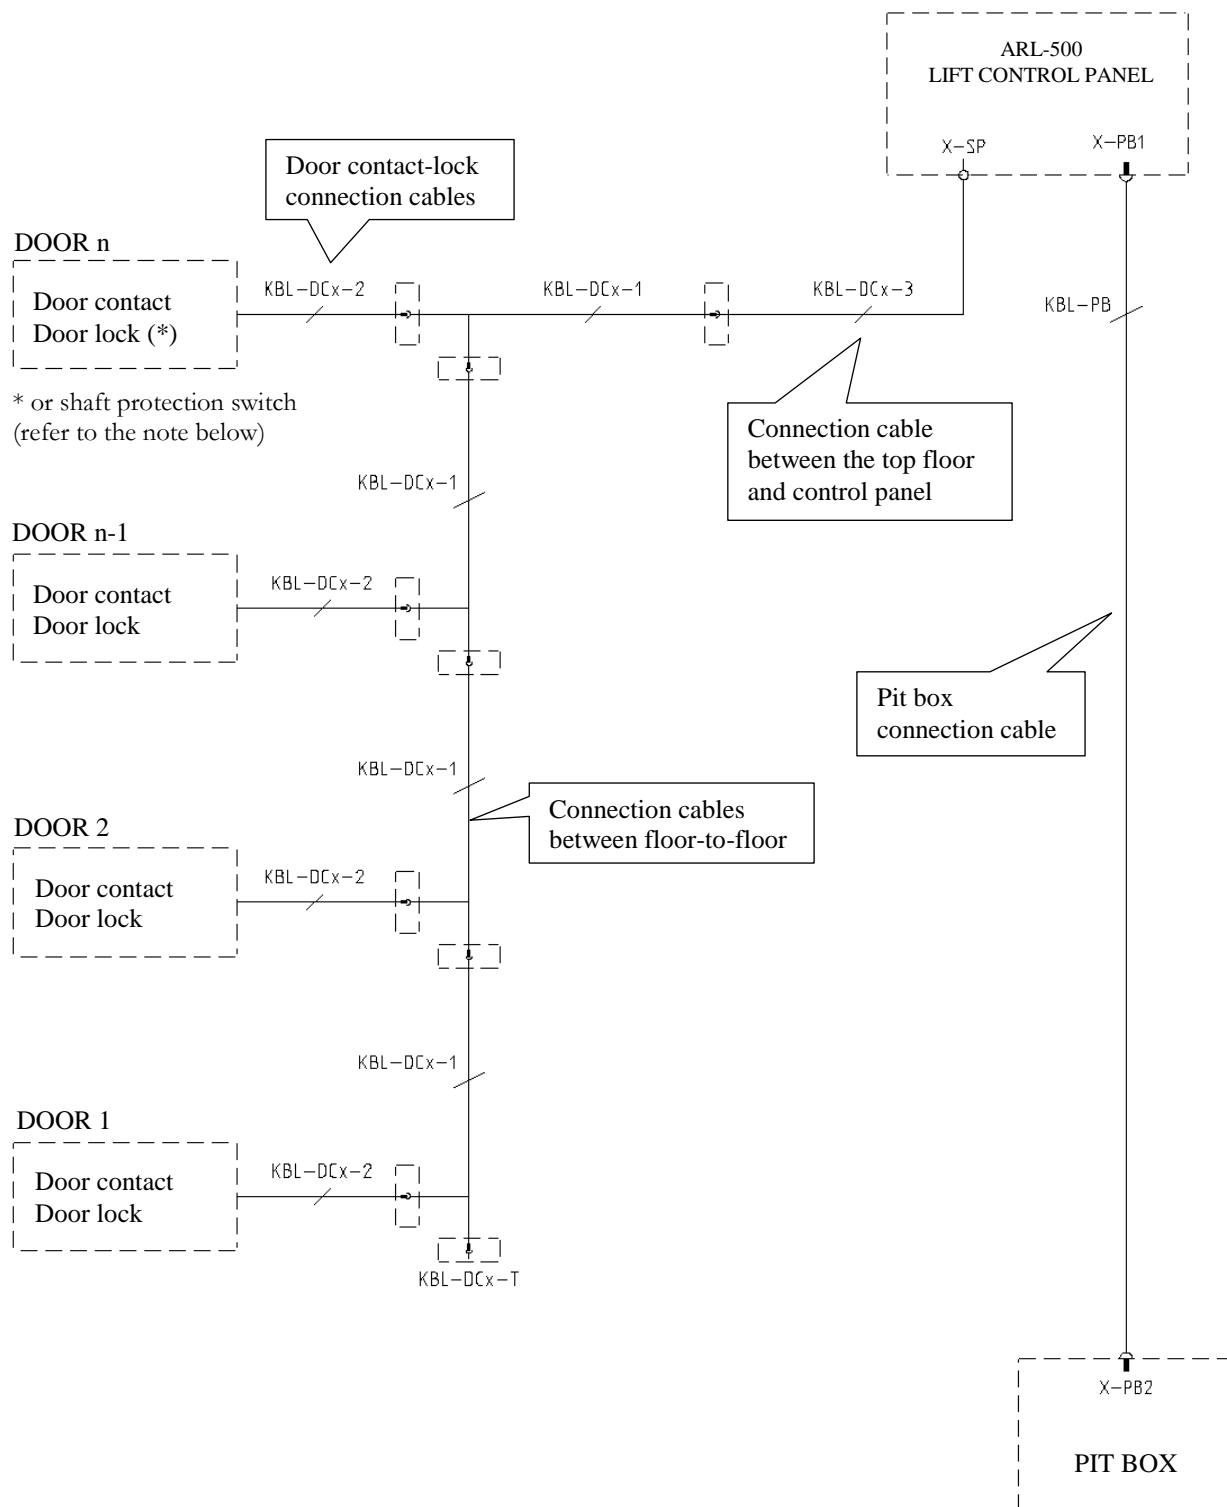 ARL-500
LIFT CONTROL PANEL
X-SP
X-PB1
Door contact-lock
connection cables
DOOR n
Door contact
Door lock (*)
KBL-DCx-2
KBL-DCx-1
KBL-DCx-3
KBL-PB
* or shaft protection switch
(refer to the note below)
Connection cable
between the top floor
and control panel
KBL-DCx-1
DOOR n-1
Door contact
Door lock
KBL-DCx-2
Pit box
connection cable
KBL-DCx-1
Connection cables
between floor-to-floor
DOOR 2
Door contact
Door lock
KBL-DCx-2
KBL-DCx-1
DOOR 1
Door contact
Door lock
KBL-DCx-2
KBL-DCx-T
X-PB2
PIT BOX